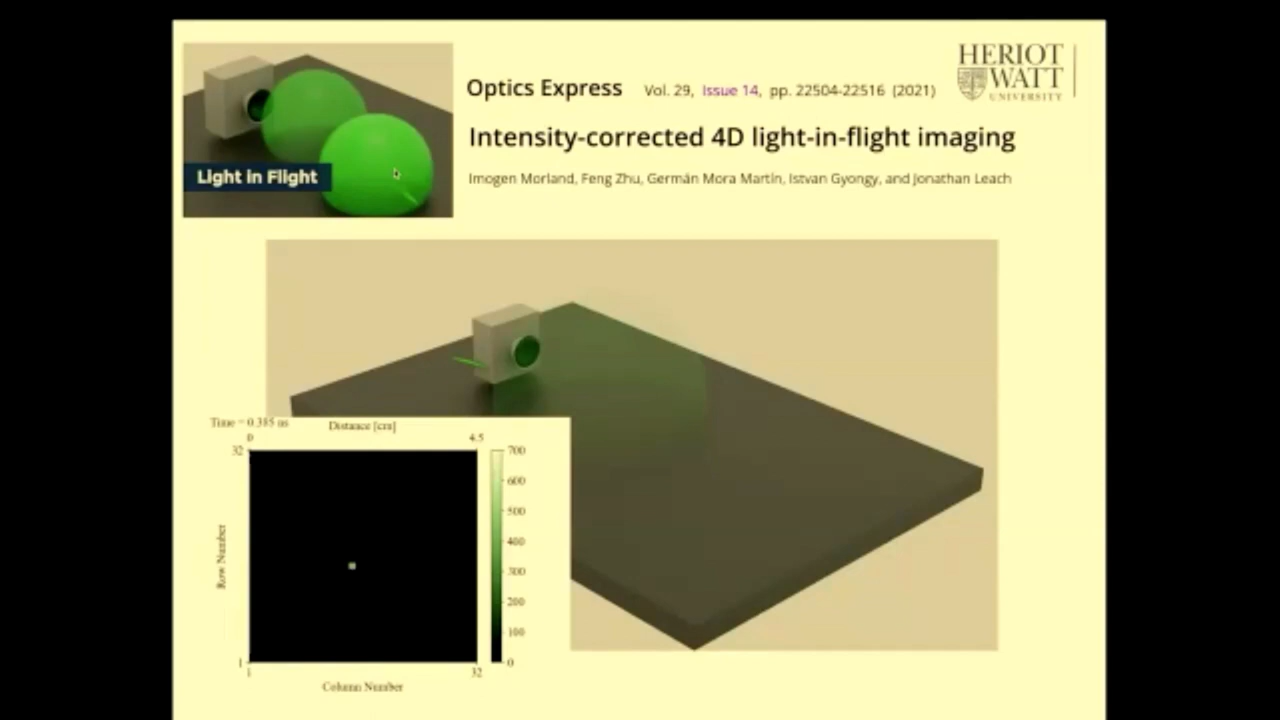 HERIOT
WATT
UNIVERSITY
Optics Express Vol. 29, Issue 14, pp. 22504-22516 (2021)
Intensity-corrected 4D light-in-flight imaging
Imogen Morland, Feng Zhu, Germán Mora Martín, Istvan Gyongy, and Jonathan Leach
Light in Flight
Time = 0.385 ns
Distance [cm]
0 4.5
32
700
600
500
400
300
200
100
0
Row Number
1
1 32
Column Number